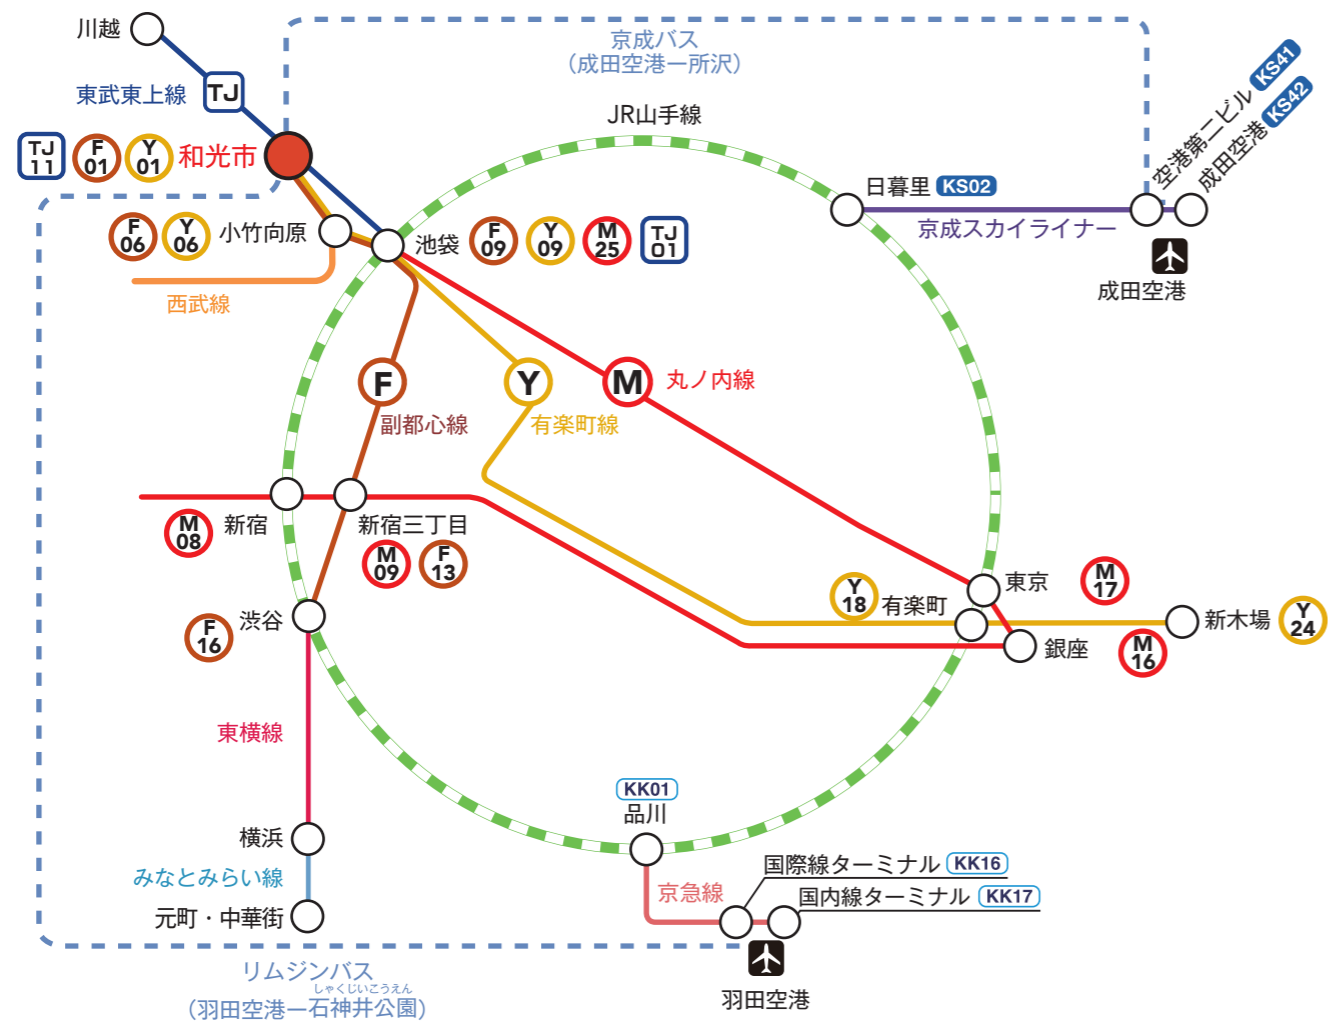 川越
京成バス
（成田空港ー所沢）
東武東上線
TJ
JR山手線
空港第二ビル
KS41
成田空港
KS42
TJ
11
F
01
Y
01
和光市
日暮里
KS02
京成スカイライナー
成田空港
F
06
Y
06
小竹向原
池袋
F
09
Y
09
M
25
TJ
01
西武線
F
Y
M
丸ノ内線
副都心線
有楽町線
M
08
新宿
新宿三丁目
M
09
F
13
東京
M
17
Y
18
有楽町
新木場
Y
24
銀座
M
16
F
16
渋谷
東横線
KK01
品川
横浜
みなとみらい線
元町・中華街
京急線
国際線ターミナル
KK16
国内線ターミナル
KK17
羽田空港
リムジンバス
しゃくじいこうえん
（羽田空港ー石神井公園）